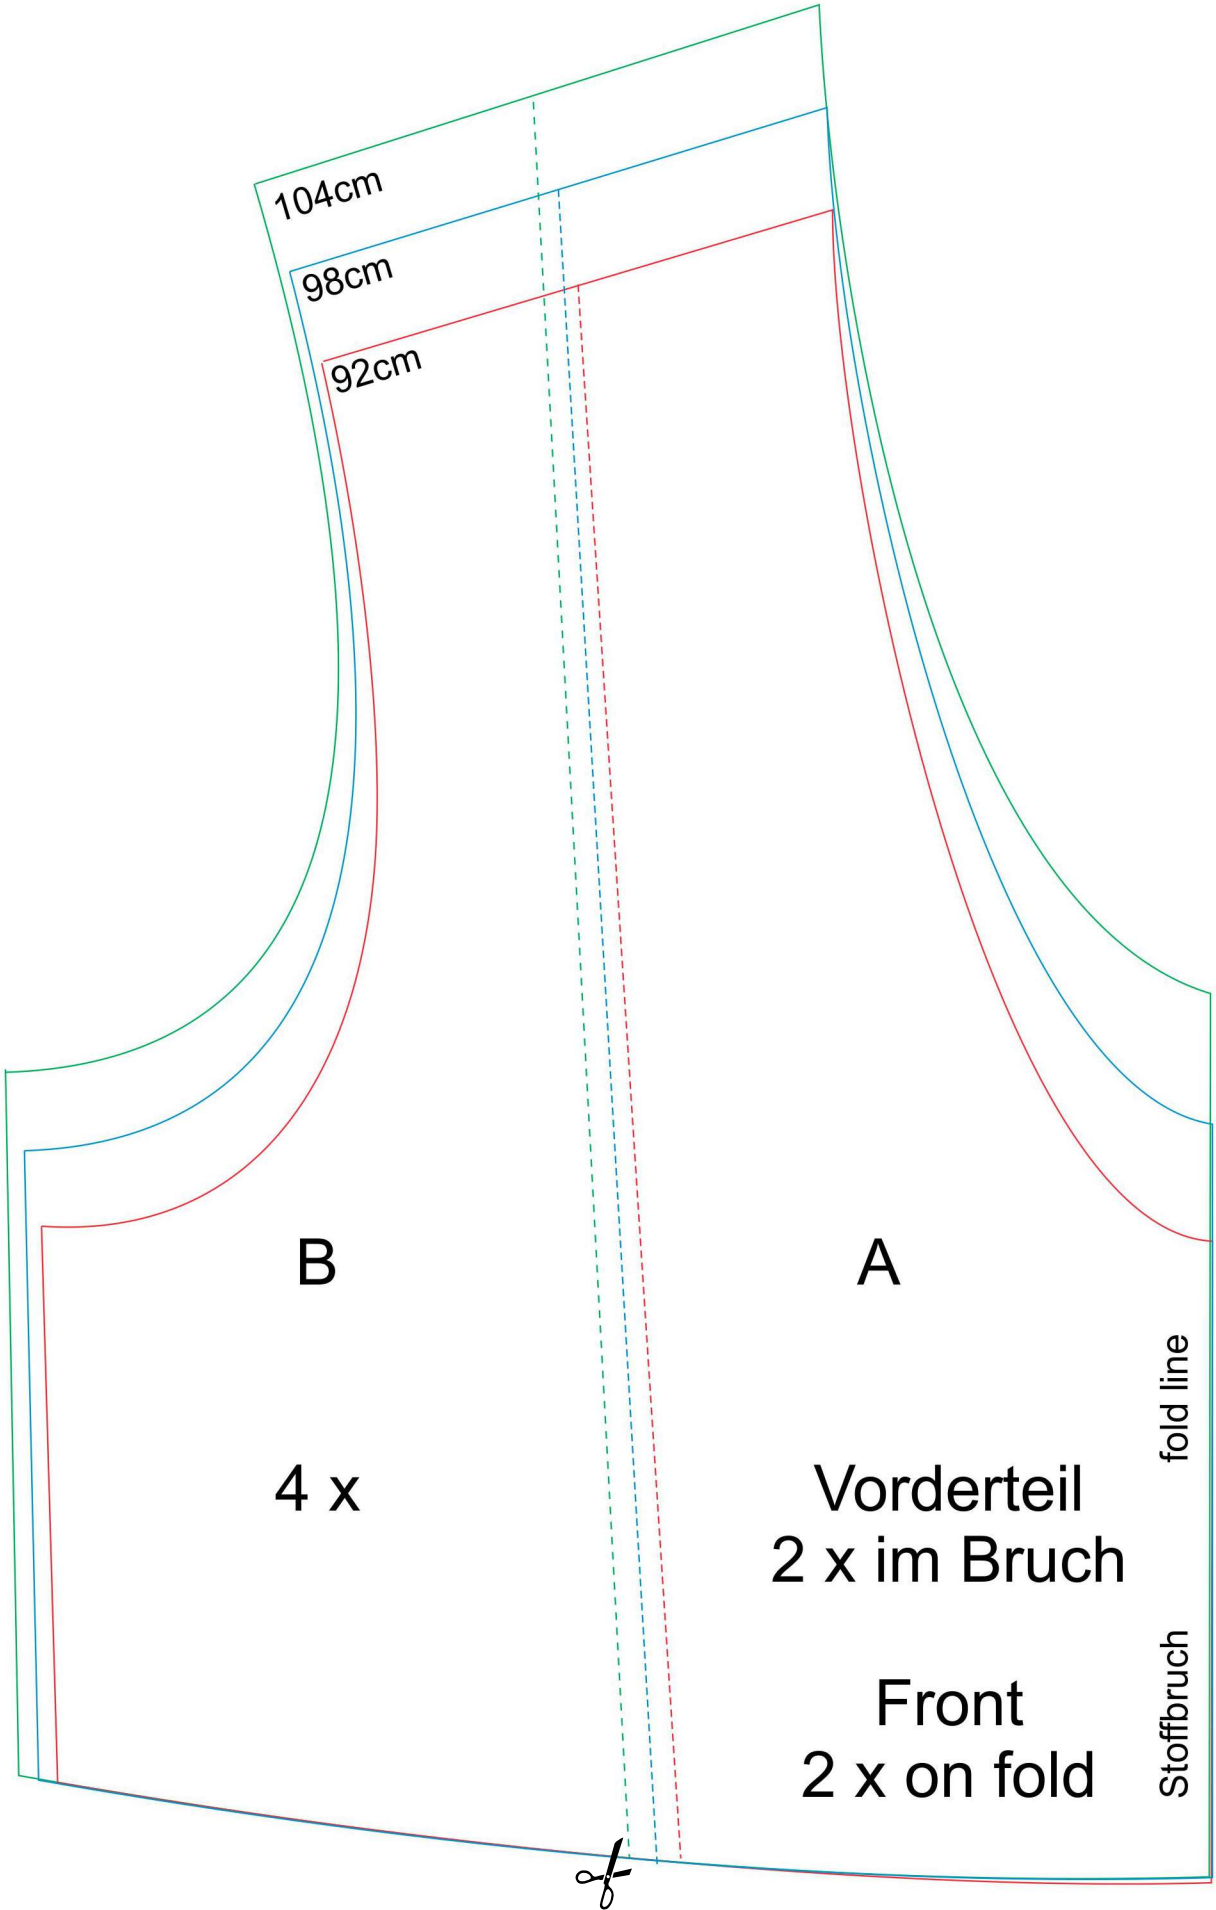 104cm
98cm
92cm
B
A
4 x
Vorderteil
2 x im Bruch
Front
2 x on fold
fold line
Stoffbruch